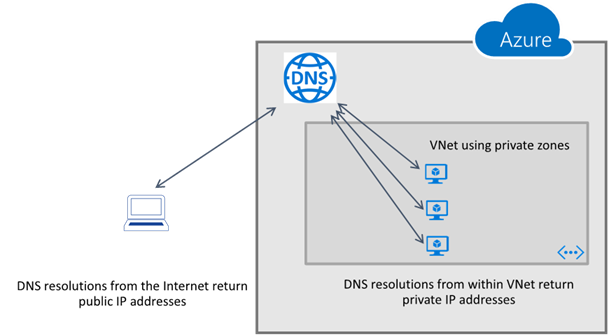 Azure
DNS
VNet using private zones
DNS resolutions from the Internet return
public IP addresses
DNS resolutions from within VNet return
private IP addresses